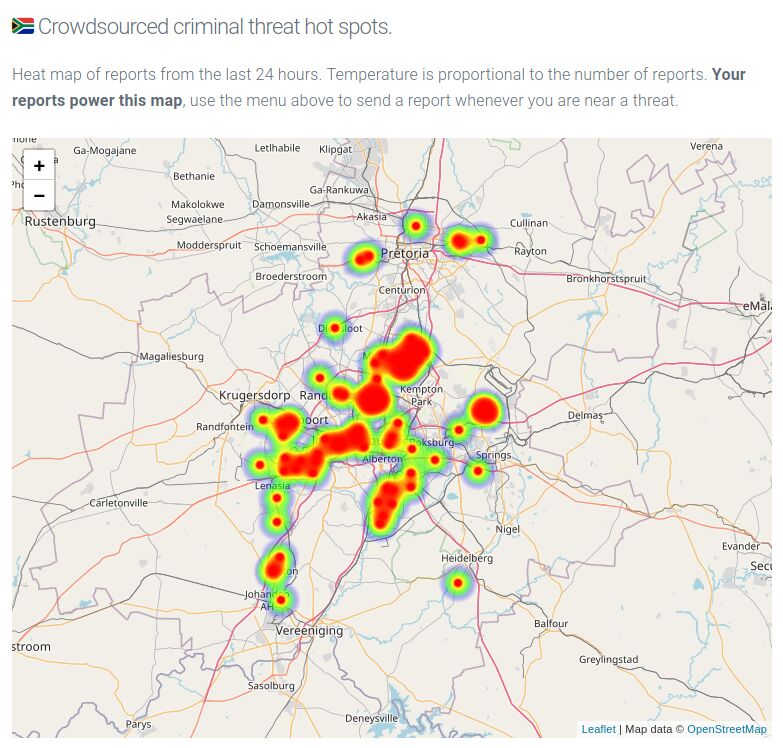 Crowdsourced criminal threat hot spots.
Heat map of reports from the last 24 hours. Temperature is proportional to the number of reports. Your
reports power this map, use the menu above to send a report whenever you are near a threat.
+
−
Ga-Mogajane
Letlhabile
Klipgat
Verena
Bethanie
Ga-Rankuwa
Makolokwe
Damonsville
Rustenburg
Segwaelane
Akasia
Cullinan
Modderspruit
Schoemansville
Pretoria
Rayton
Broederstroom
Bronkhorstspruit
Centurion
eMala
Magaliesburg
Krugersdorp
Rand
Kempton
Park
Delmas
Randfontein
poort
Boksburg
Alberton
Springs
Lenasia
Carletonville
Nigel
Evander
Heidelberg
Secu
ton
AH
Vereeniging
Balfour
stroom
Greylingstad
Sasolburg
Deneysville
Parys
Leaflet | Map data © OpenStreetMap